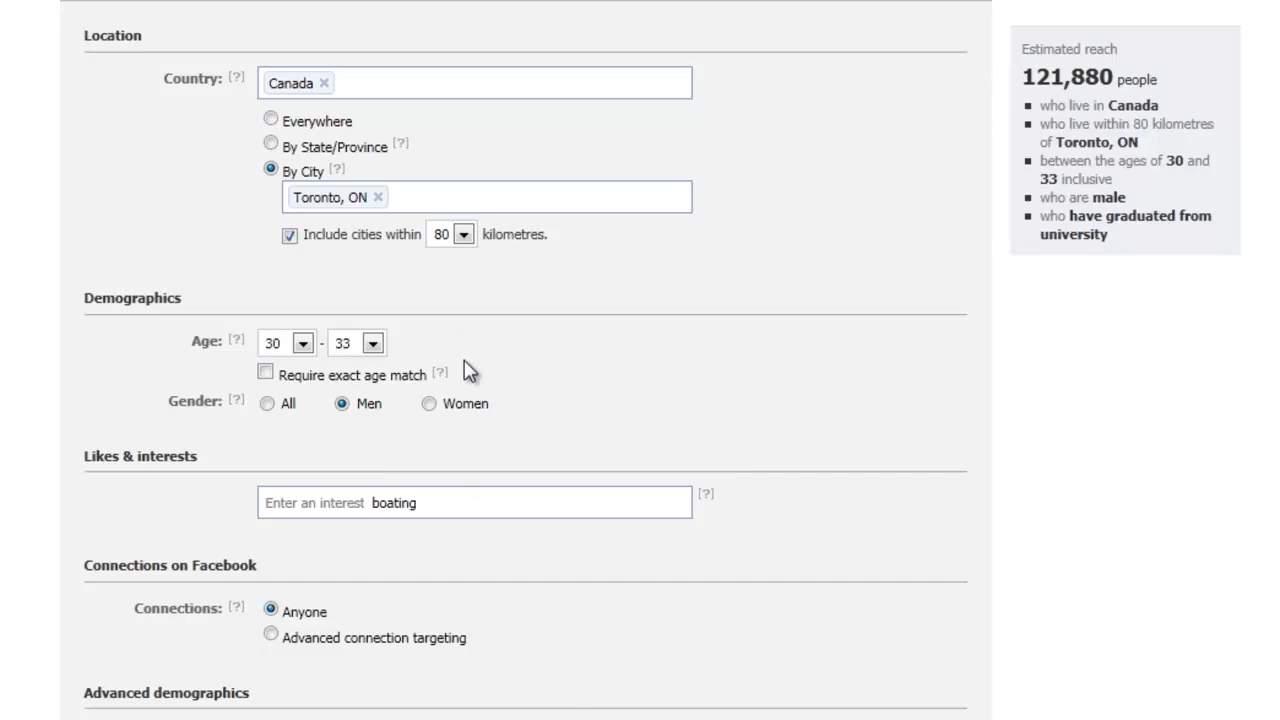 Location
Country: [?]
Canada ×
Everywhere
By State/Province [?]
By City [?]
Toronto, ON ×
Include cities within 80 kilometres.
Demographics
Age: [?] 30 - 33
Require exact age match [?]
Gender: [?] All Men Women
Likes & interests
Enter an interest boating [?]
Connections on Facebook
Connections: [?] Anyone
Advanced connection targeting
Advanced demographics
Estimated reach
121,880 people
who live in Canada
who live within 80 kilometres
of Toronto, ON
between the ages of 30 and
33 inclusive
who are male
who have graduated from
university